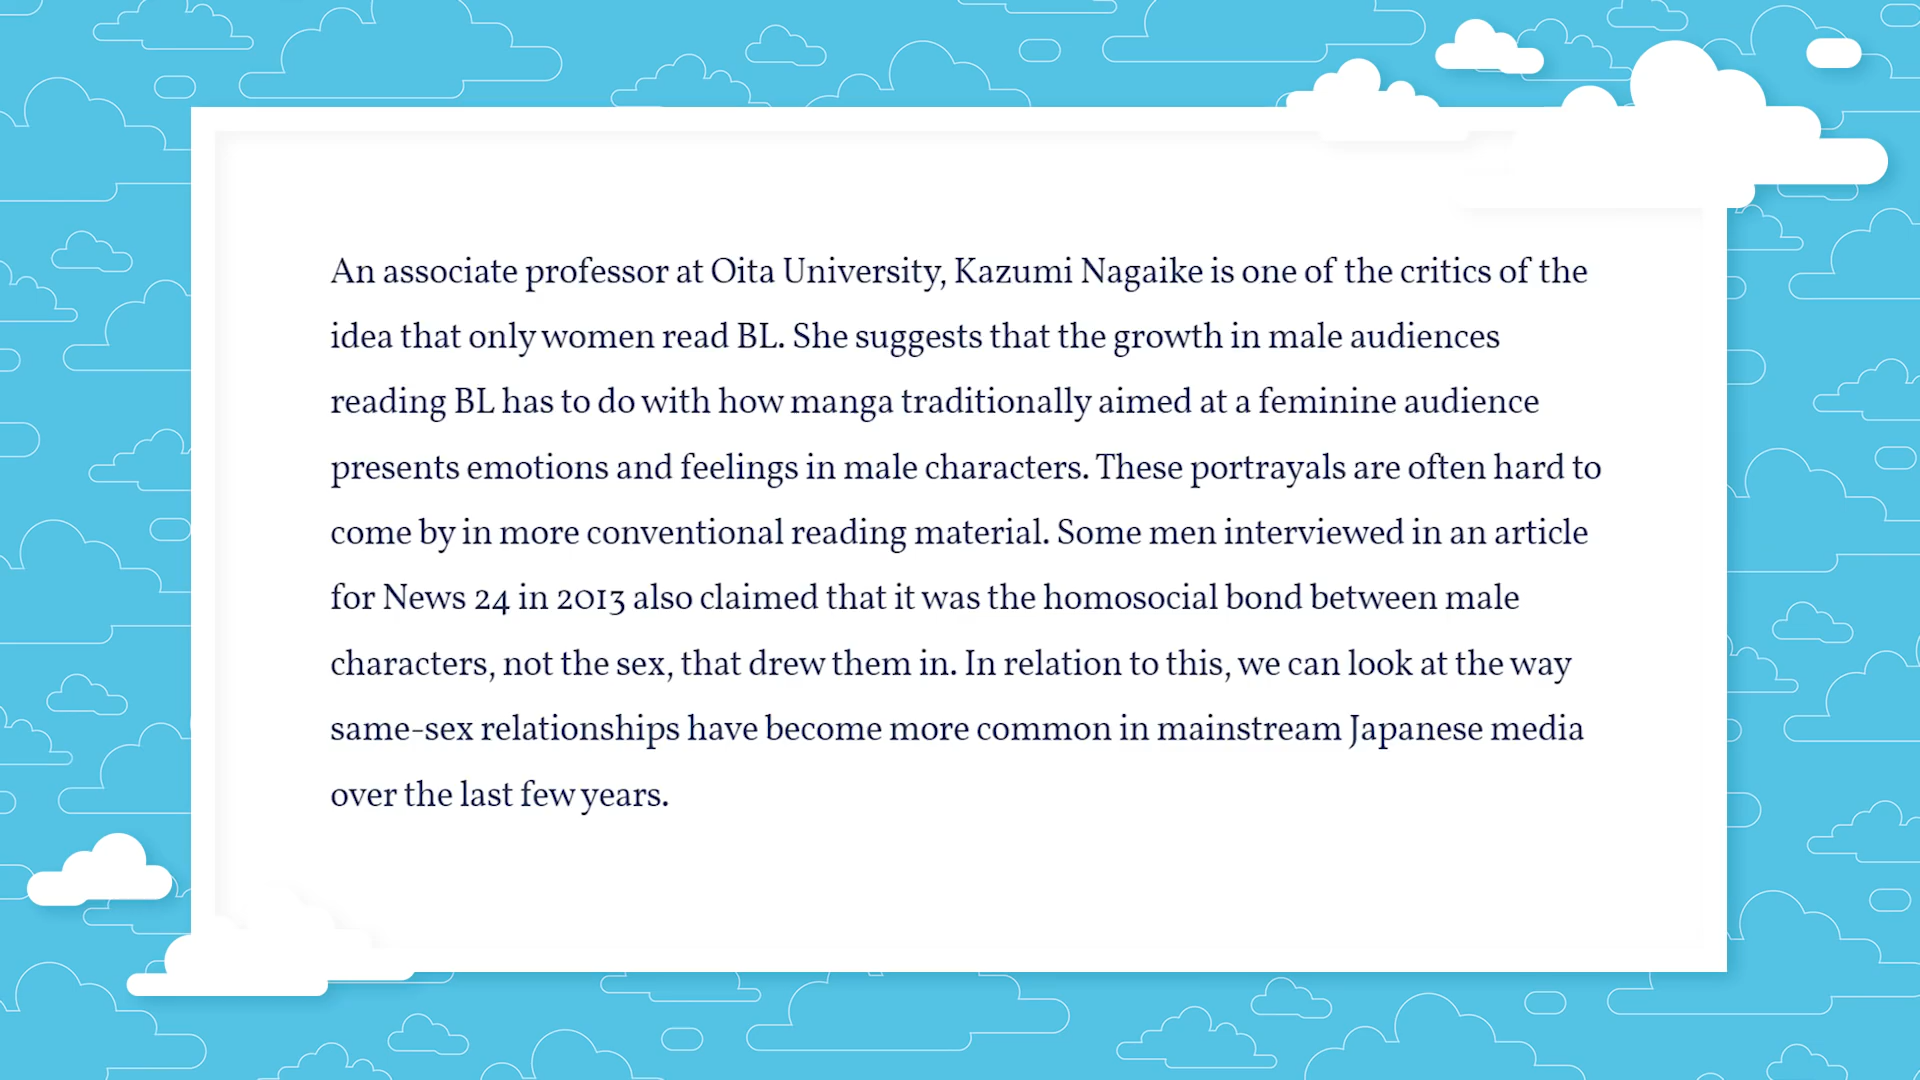 An associate professor at Oita University, Kazumi Nagaike is one of the critics of the
idea that only women read BL. She suggests that the growth in male audiences
reading BL has to do with how manga traditionally aimed at a feminine audience
presents emotions and feelings in male characters. These portrayals are often hard to
come by in more conventional reading material. Some men interviewed in an article
for News 24 in 2013 also claimed that it was the homosocial bond between male
characters, not the sex, that drew them in. In relation to this, we can look at the way
same-sex relationships have become more common in mainstream Japanese media
over the last few years.